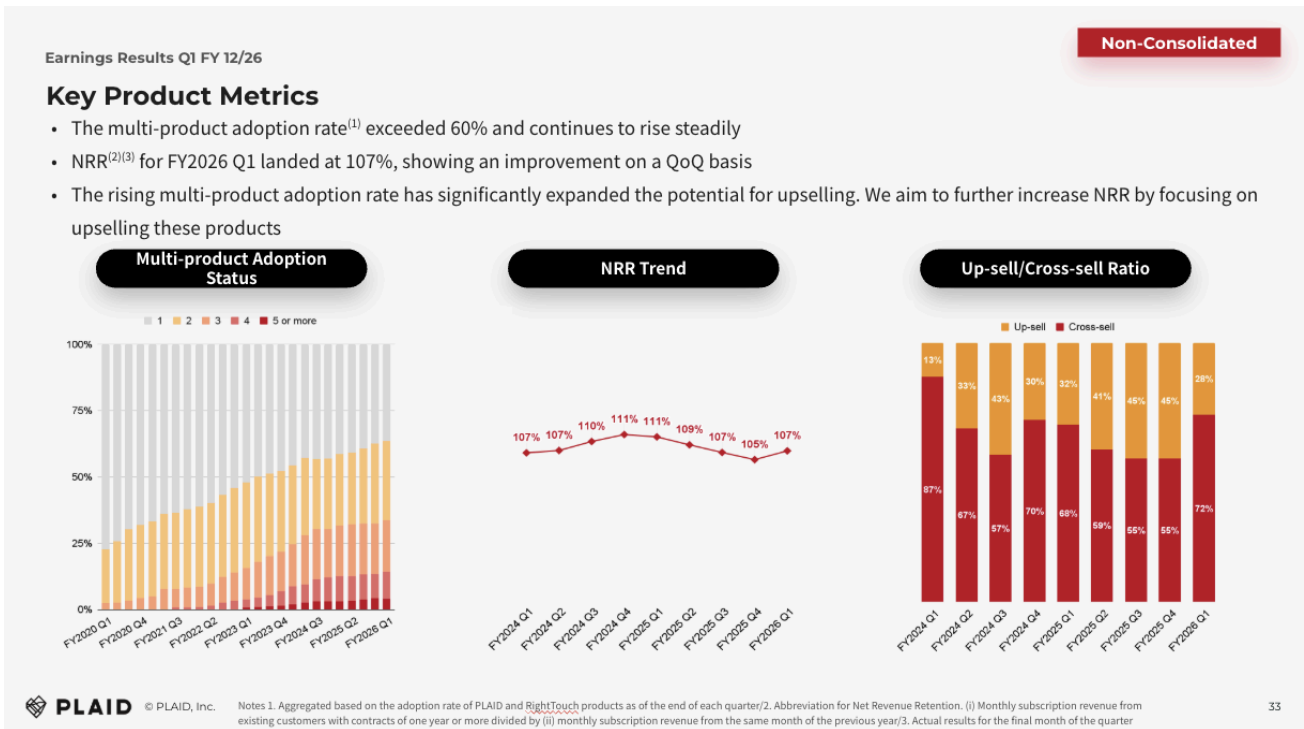 Non-Consolidated
Earnings Results Q1 FY 12/26
Key Product Metrics
• The multi-product adoption rate(1) exceeded 60% and continues to rise steadily
• NRR(2)(3) for FY2026 Q1 landed at 107%, showing an improvement on a QoQ basis
• The rising multi-product adoption rate has significantly expanded the potential for upselling. We aim to further increase NRR by focusing on
upselling these products
Multi-product Adoption
Status
1 2 3 4 5 or more
100%
75%
50%
25%
0%
FY2020 Q1 FY2020 Q4 FY2021 Q3 FY2022 Q2 FY2023 Q1 FY2023 Q4 FY2024 Q3 FY2025 Q2 FY2026 Q1
NRR Trend
107% 107% 110% 111% 111% 109% 107% 105% 107%
FY2024 Q1 FY2024 Q2 FY2024 Q3 FY2024 Q4 FY2025 Q1 FY2025 Q2 FY2025 Q3 FY2025 Q4 FY2026 Q1
Up-sell/Cross-sell Ratio
Up-sell Cross-sell
13% 33% 43% 30% 32% 41% 45% 45% 28%
87% 67% 57% 70% 68% 59% 55% 55% 72%
FY2024 Q1 FY2024 Q2 FY2024 Q3 FY2024 Q4 FY2025 Q1 FY2025 Q2 FY2025 Q3 FY2025 Q4 FY2026 Q1
PLAID © PLAID, Inc.
Notes 1. Aggregated based on the adoption rate of PLAID and RightTouch products as of the end of each quarter/2. Abbreviation for Net Revenue Retention. (i) Monthly subscription revenue from
existing customers with contracts of one year or more divided by (ii) monthly subscription revenue from the same month of the previous year/3. Actual results for the final month of the quarter
33